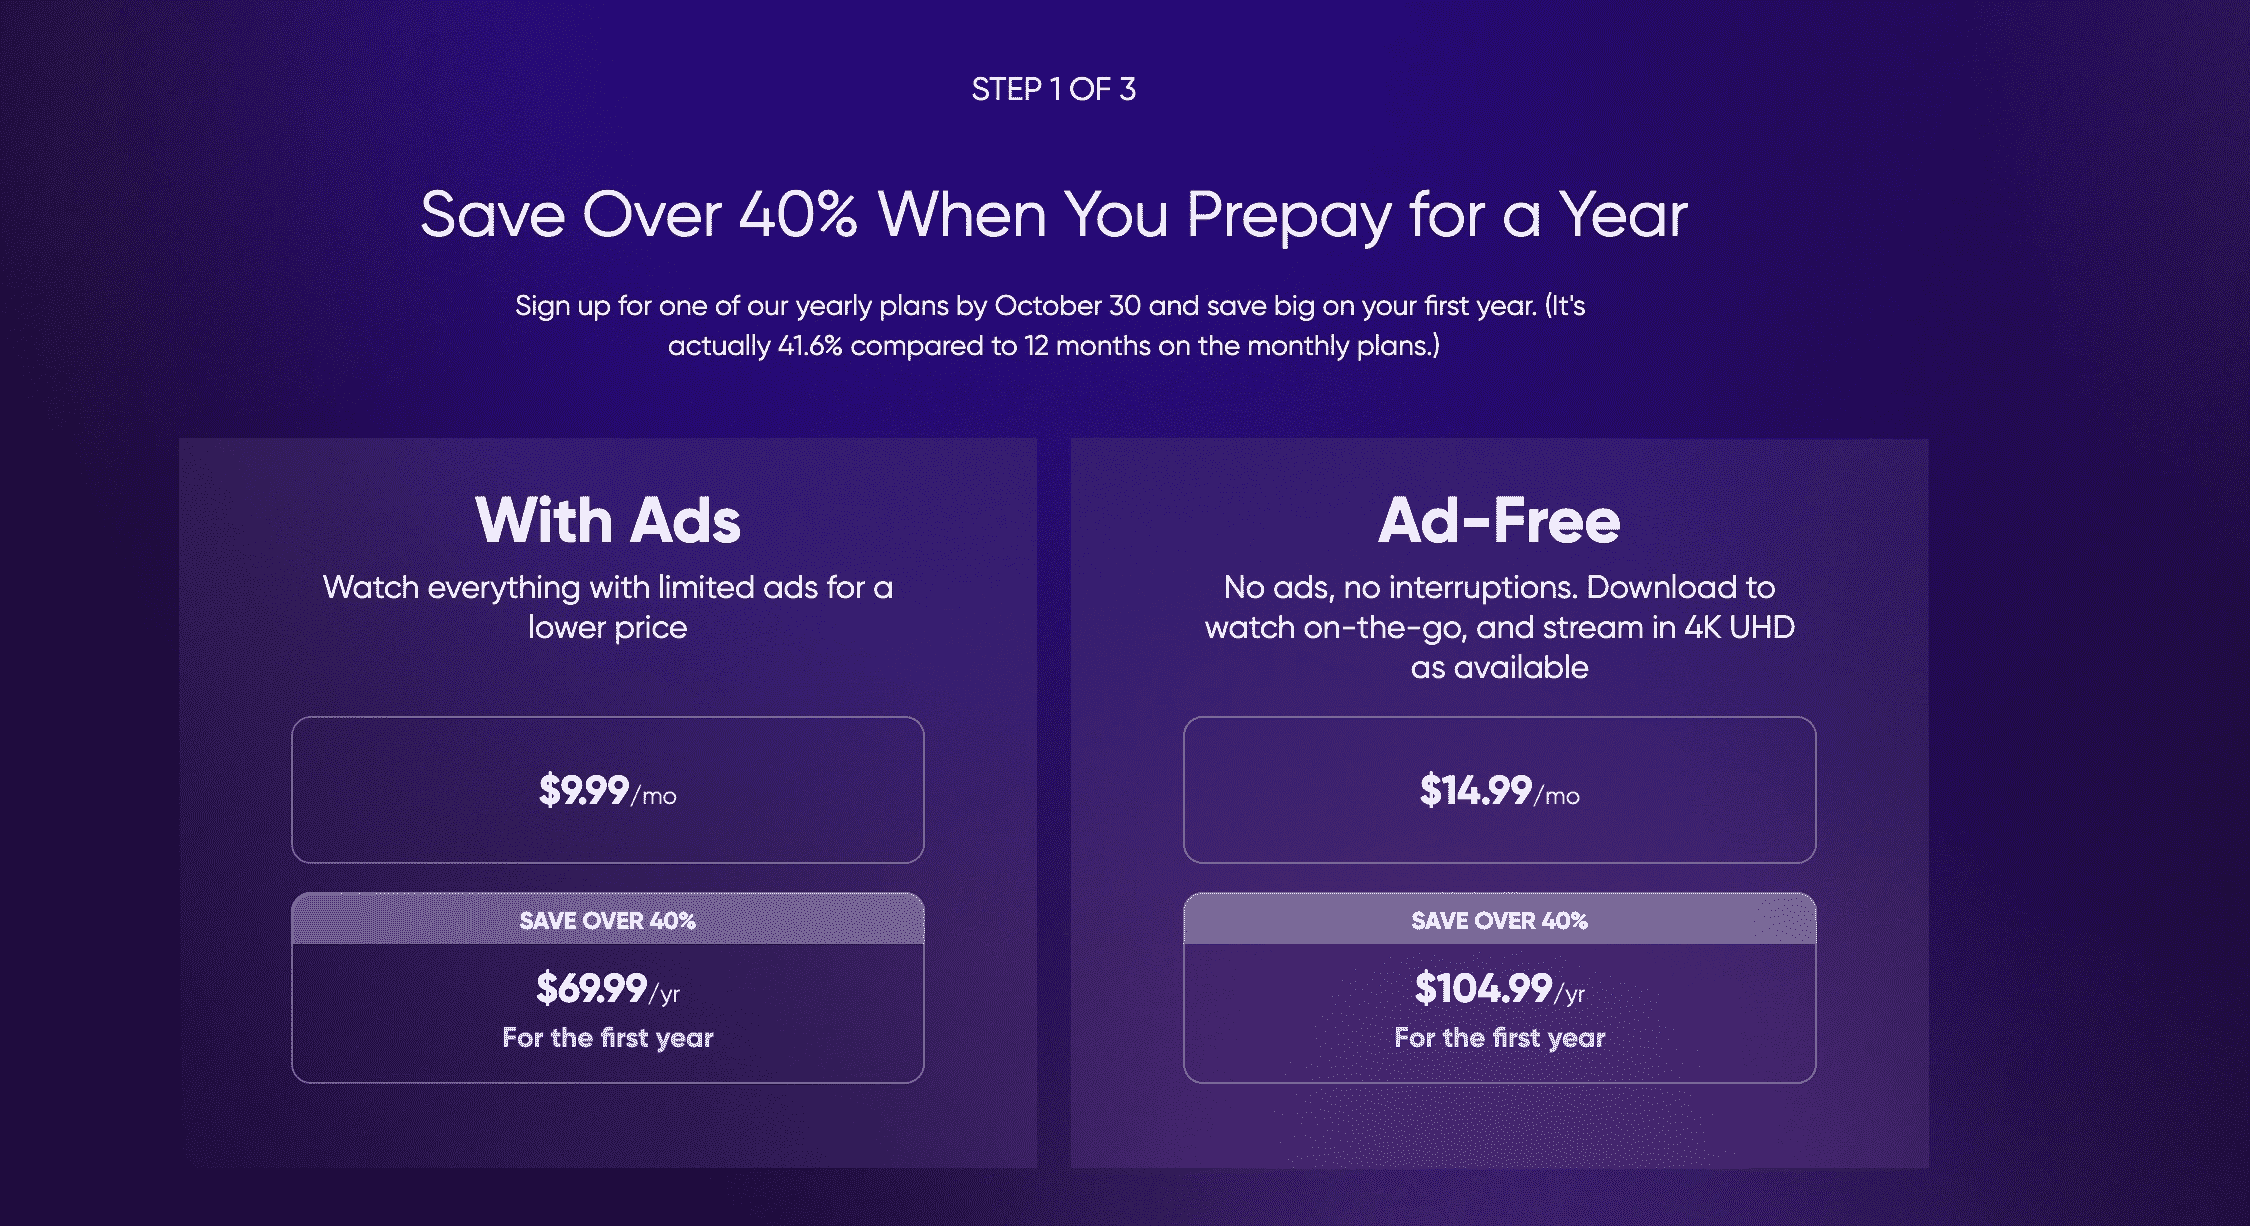 STEP 1 OF 3
Save Over 40% When You Prepay for a Year
Sign up for one of our yearly plans by October 30 and save big on your first year. (It's
actually 41.6% compared to 12 months on the monthly plans.)
With Ads
Watch everything with limited ads for a
lower price
$9.99/mo
SAVE OVER 40%
$69.99/yr
For the first year
Ad-Free
No ads, no interruptions. Download to
watch on-the-go, and stream in 4K UHD
as available
$14.99/mo
SAVE OVER 40%
$104.99/yr
For the first year